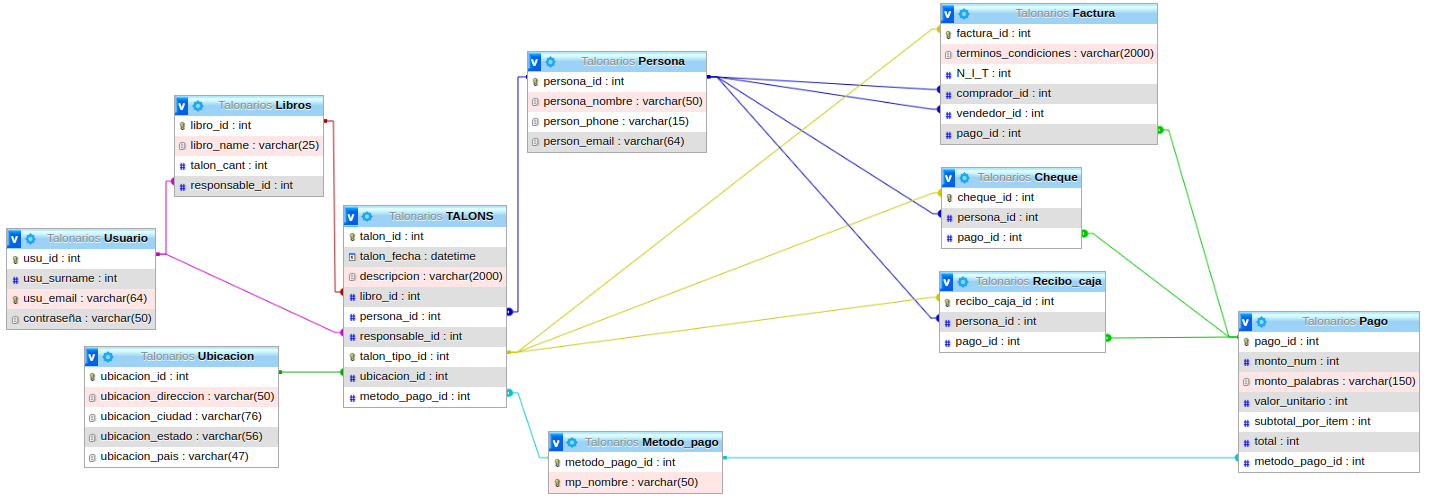 Talonarios Libros
libro_id : int
libro_name : varchar(25)
talon_cant : int
responsable_id : int
Talonarios Usuario
usu_id : int
usu_surname : int
usu_email : varchar(64)
contraseña : varchar(50)
Talonarios Ubicacion
ubicacion_id : int
ubicacion_direccion : varchar(50)
ubicacion_ciudad : varchar(76)
ubicacion_estado : varchar(56)
ubicacion_pais : varchar(47)
Talonarios TALONS
talon_id : int
talon_fecha : datetime
descripcion : varchar(2000)
libro_id : int
persona_id : int
responsable_id : int
talon_tipo_id : int
ubicacion_id : int
metodo_pago_id : int
Talonarios Persona
persona_id : int
persona_nombre : varchar(50)
person_phone : varchar(15)
person_email : varchar(64)
Talonarios Metodo_pago
metodo_pago_id : int
mp_nombre : varchar(50)
Talonarios Factura
factura_id : int
terminos_condiciones : varchar(2000)
N_I_T : int
comprador_id : int
vendedor_id : int
pago_id : int
Talonarios Cheque
cheque_id : int
persona_id : int
pago_id : int
Talonarios Recibo_caja
recibo_caja_id : int
persona_id : int
pago_id : int
Talonarios Pago
pago_id : int
monto_num : int
monto_palabras : varchar(150)
valor_unitario : int
subtotal_por_item : int
total : int
metodo_pago_id : int